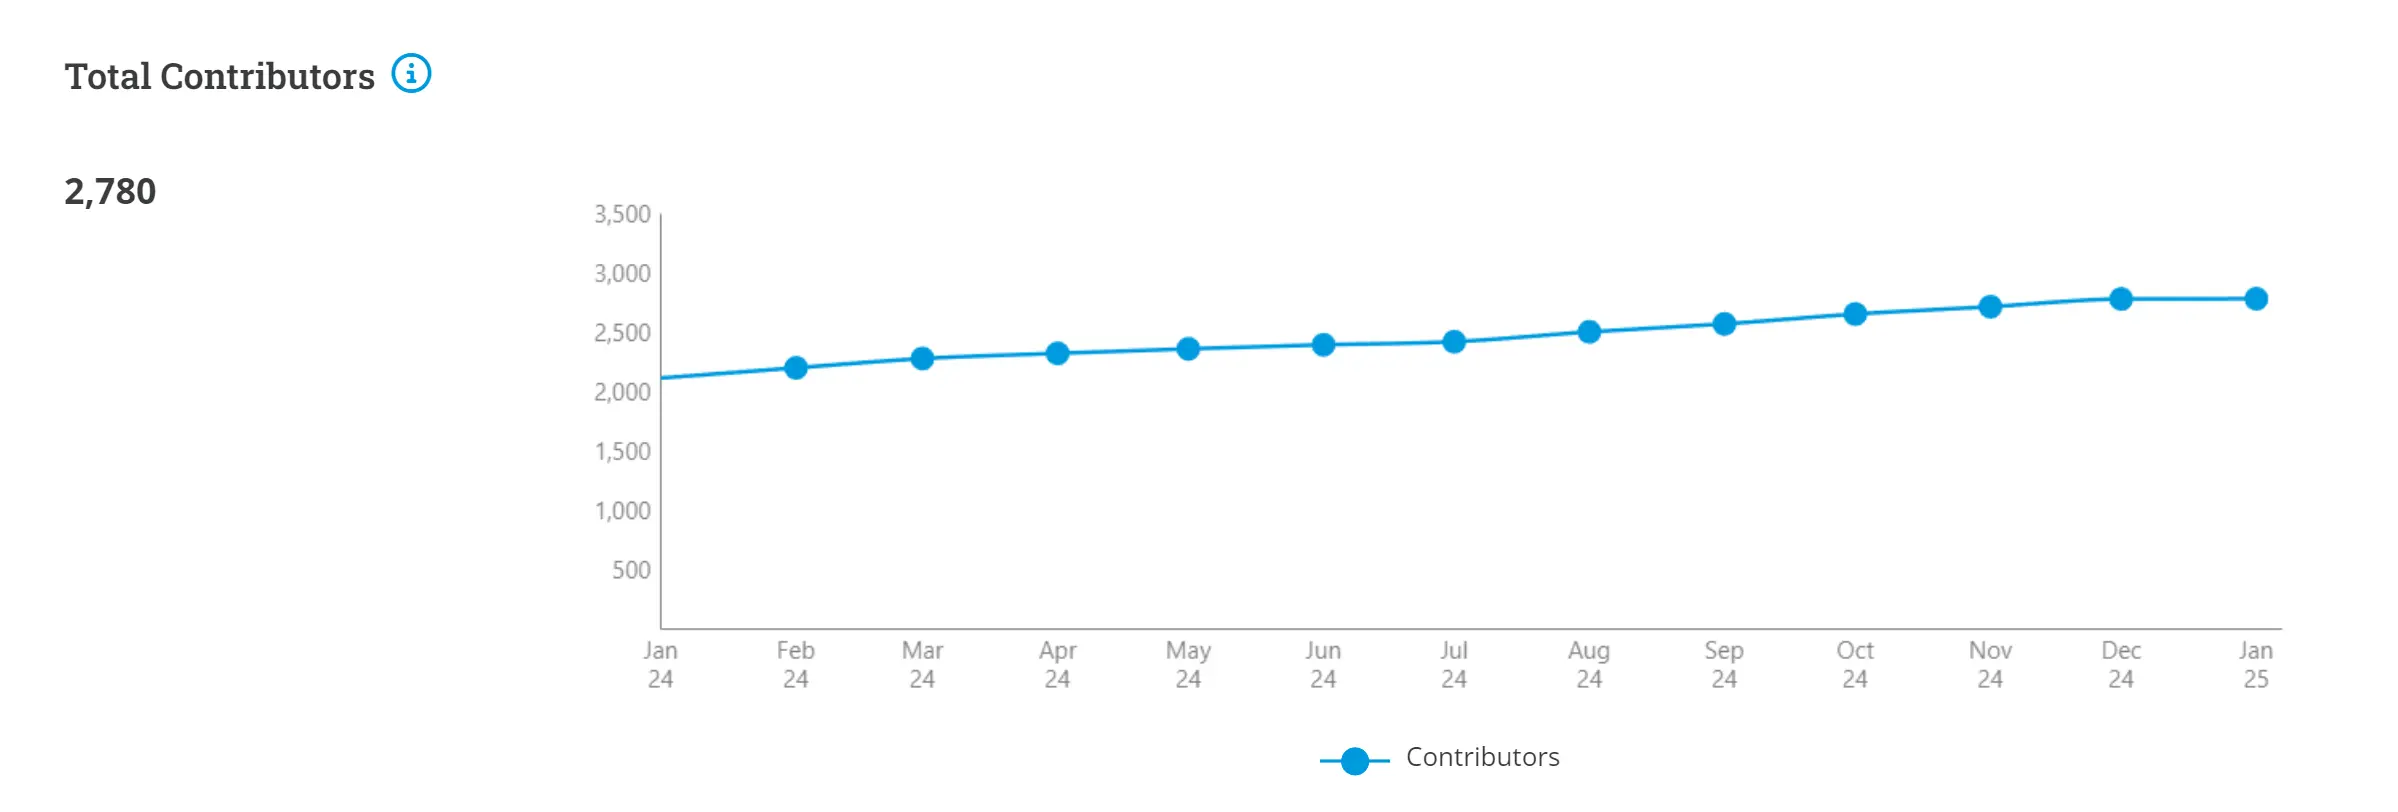 Total Contributors
2,780
3,500
3,000
2,500
2,000
1,500
1,000
500
Jan 24
Feb 24
Mar 24
Apr 24
May 24
Jun 24
Jul 24
Aug 24
Sep 24
Oct 24
Nov 24
Dec 24
Jan 25
Contributors